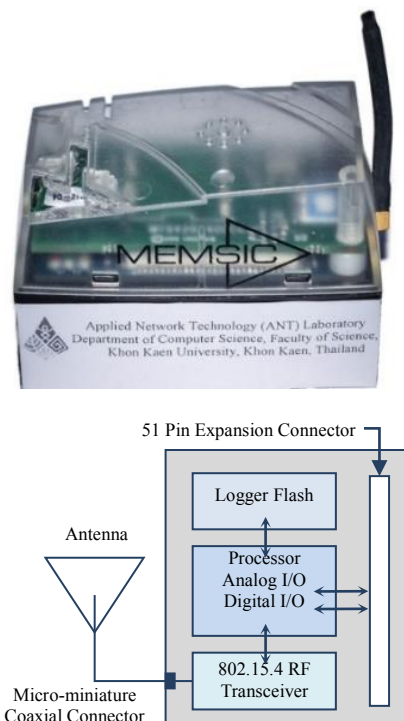 MEMSIC
Applied Network Technology (ANT) Laboratory
Department of Computer Science, Faculty of Science,
Khon Kaen University, Khon Kaen, Thailand
51 Pin Expansion Connector
Logger Flash
Antenna
Processor
Analog I/O
Digital I/O
802.15.4 RF
Transceiver
Micro-miniature
Coaxial Connector